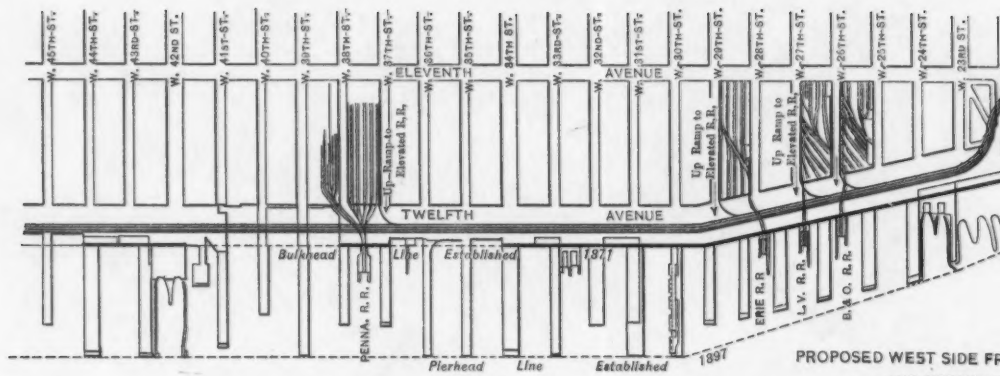 W. 45TH-ST.
W. 44TH-ST.
W. 43RD-ST.
W. 42ND ST.
W. 41ST-ST.
W. 40TH-ST.
W. 39TH-ST.
W. 38TH-ST.
W. 37TH-ST.
W. 36TH-ST.
W. 35TH-ST.
W. 34TH ST.
W. 33RD-ST.
W. 32ND-ST.
W. 31ST-ST.
W. 30TH-ST.
W. 29TH-ST.
W. 28TH-ST.
W. 27TH-ST.
W. 26TH-ST.
W. 25TH-ST.
W. 24TH-ST.
W. 23RD ST.
ELEVENTH AVENUE
Up-Ramp-to
Elevated R.R.
Up Ramp to
Elevated R.R.
Up Ramp to
Elevated R.R.
TWELFTH AVENUE
Bulkhead Line Established 1871
PENNA. R. R.
ERIE R.R.
L.V. R.R.
B.& O. R.R.
Pierhead Line Established 1897
PROPOSED WEST SIDE FR